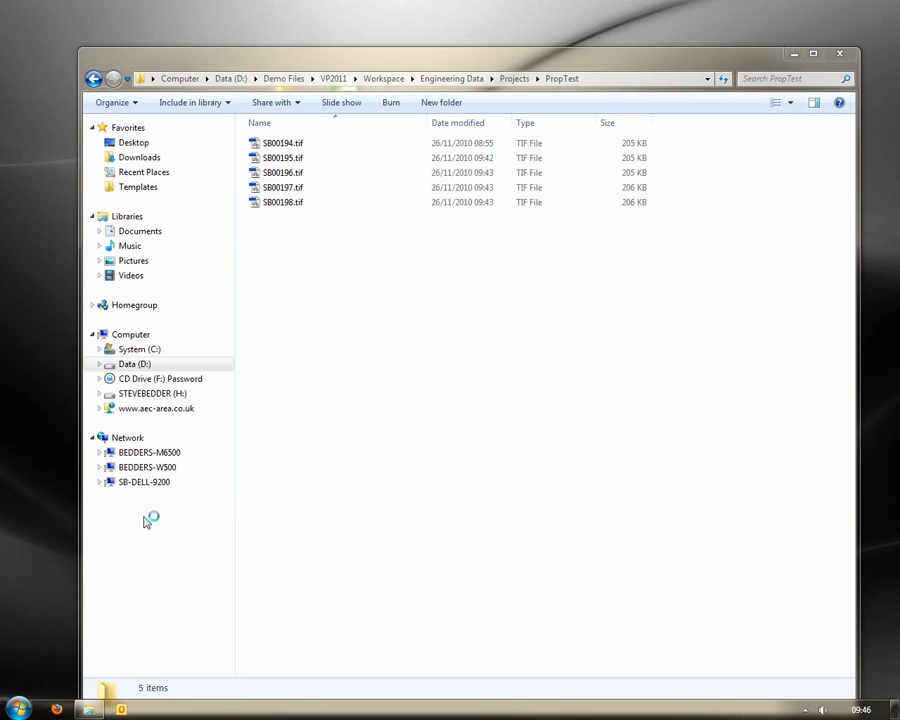 Computer Data (D:) Demo Files VP2011 Workspace Engineering Data Projects PropTest Search PropTest
Organize Include in library Share with Slide show Burn New folder
Name Date modified Type Size
SB00194.tif 26/11/2010 08:55 TIF File 205 KB
SB00195.tif 26/11/2010 09:42 TIF File 205 KB
SB00196.tif 26/11/2010 09:43 TIF File 205 KB
SB00197.tif 26/11/2010 09:43 TIF File 206 KB
SB00198.tif 26/11/2010 09:43 TIF File 206 KB
Favorites
Desktop
Downloads
Recent Places
Templates
Libraries
Documents
Music
Pictures
Videos
Homegroup
Computer
System (C:)
Data (D:)
CD Drive (F:) Password
STEVEBEDDER (H:)
www.aec-area.co.uk
Network
BEDDERS-M6500
BEDDERS-W500
SB-DELL-9200
5 items
09:46